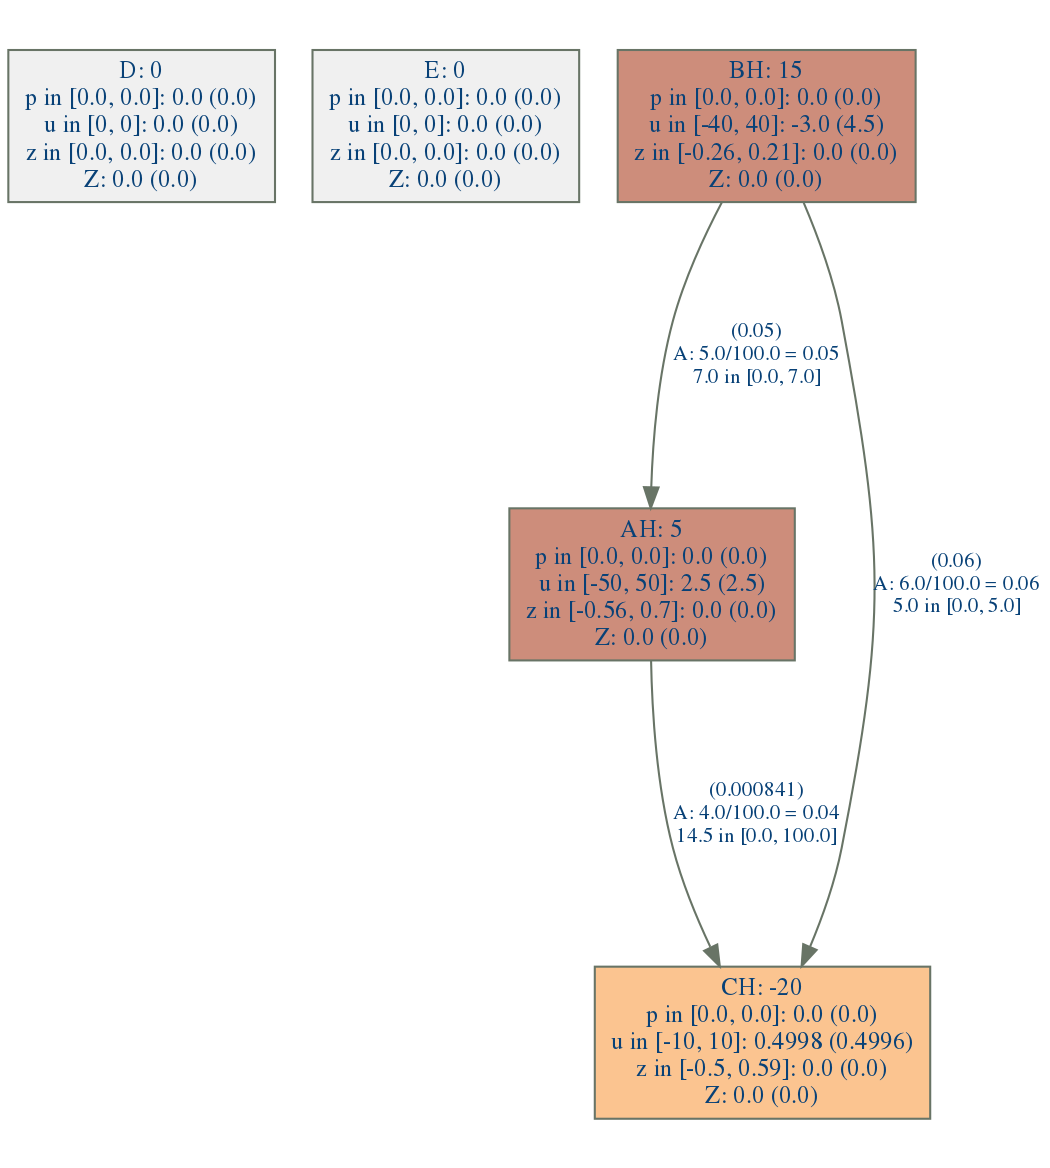 D: 0
p in [0.0, 0.0]: 0.0 (0.0)
u in [0, 0]: 0.0 (0.0)
z in [0.0, 0.0]: 0.0 (0.0)
Z: 0.0 (0.0)
E: 0
p in [0.0, 0.0]: 0.0 (0.0)
u in [0, 0]: 0.0 (0.0)
z in [0.0, 0.0]: 0.0 (0.0)
Z: 0.0 (0.0)
BH: 15
p in [0.0, 0.0]: 0.0 (0.0)
u in [-40, 40]: -3.0 (4.5)
z in [-0.26, 0.21]: 0.0 (0.0)
Z: 0.0 (0.0)
(0.05)
A: 5.0/100.0 = 0.05
7.0 in [0.0, 7.0]
AH: 5
p in [0.0, 0.0]: 0.0 (0.0)
u in [-50, 50]: 2.5 (2.5)
z in [-0.56, 0.7]: 0.0 (0.0)
Z: 0.0 (0.0)
(0.06)
A: 6.0/100.0 = 0.06
5.0 in [0.0, 5.0]
(0.000841)
A: 4.0/100.0 = 0.04
14.5 in [0.0, 100.0]
CH: -20
p in [0.0, 0.0]: 0.0 (0.0)
u in [-10, 10]: 0.4998 (0.4996)
z in [-0.5, 0.59]: 0.0 (0.0)
Z: 0.0 (0.0)